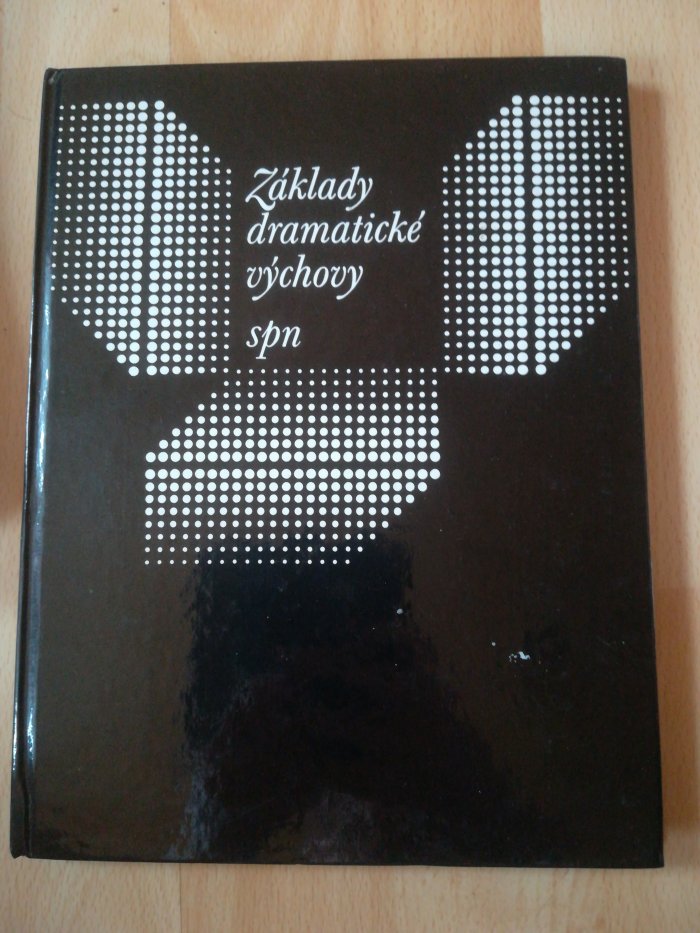 Základy
dramatické
výchovy
spn